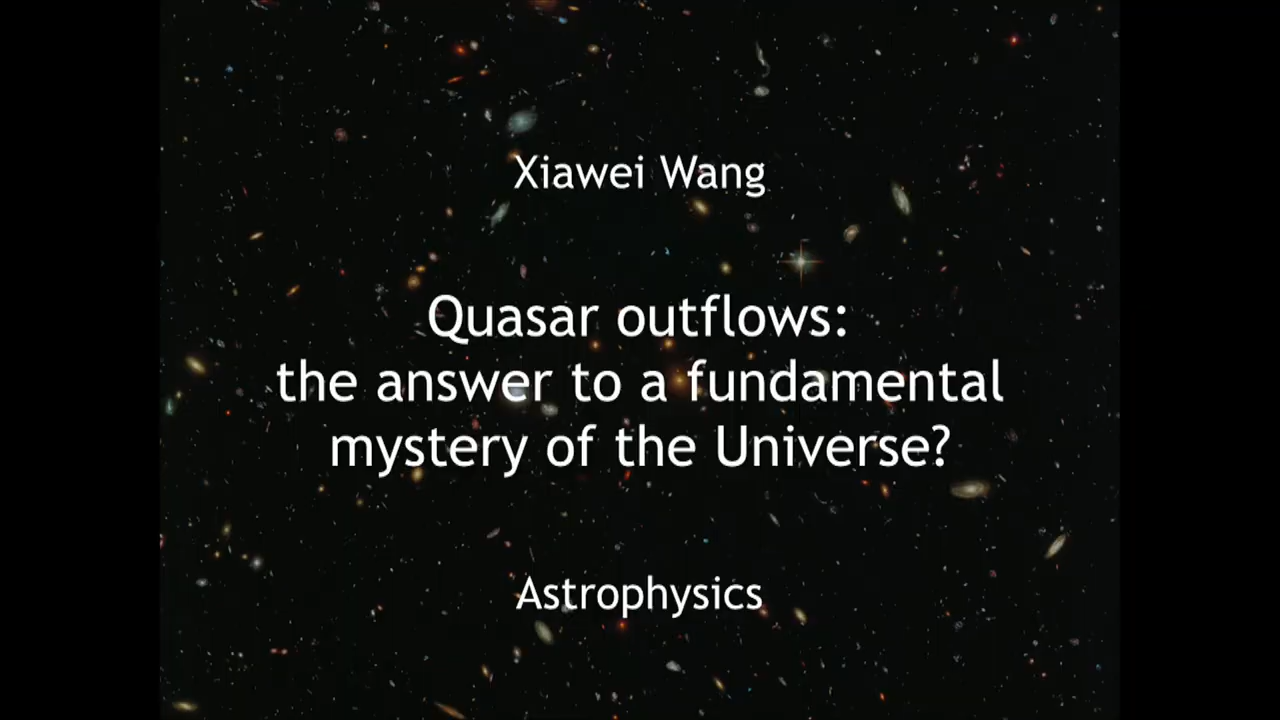 Xiawei Wang
Quasar outflows:
the answer to a fundamental
mystery of the Universe?
Astrophysics